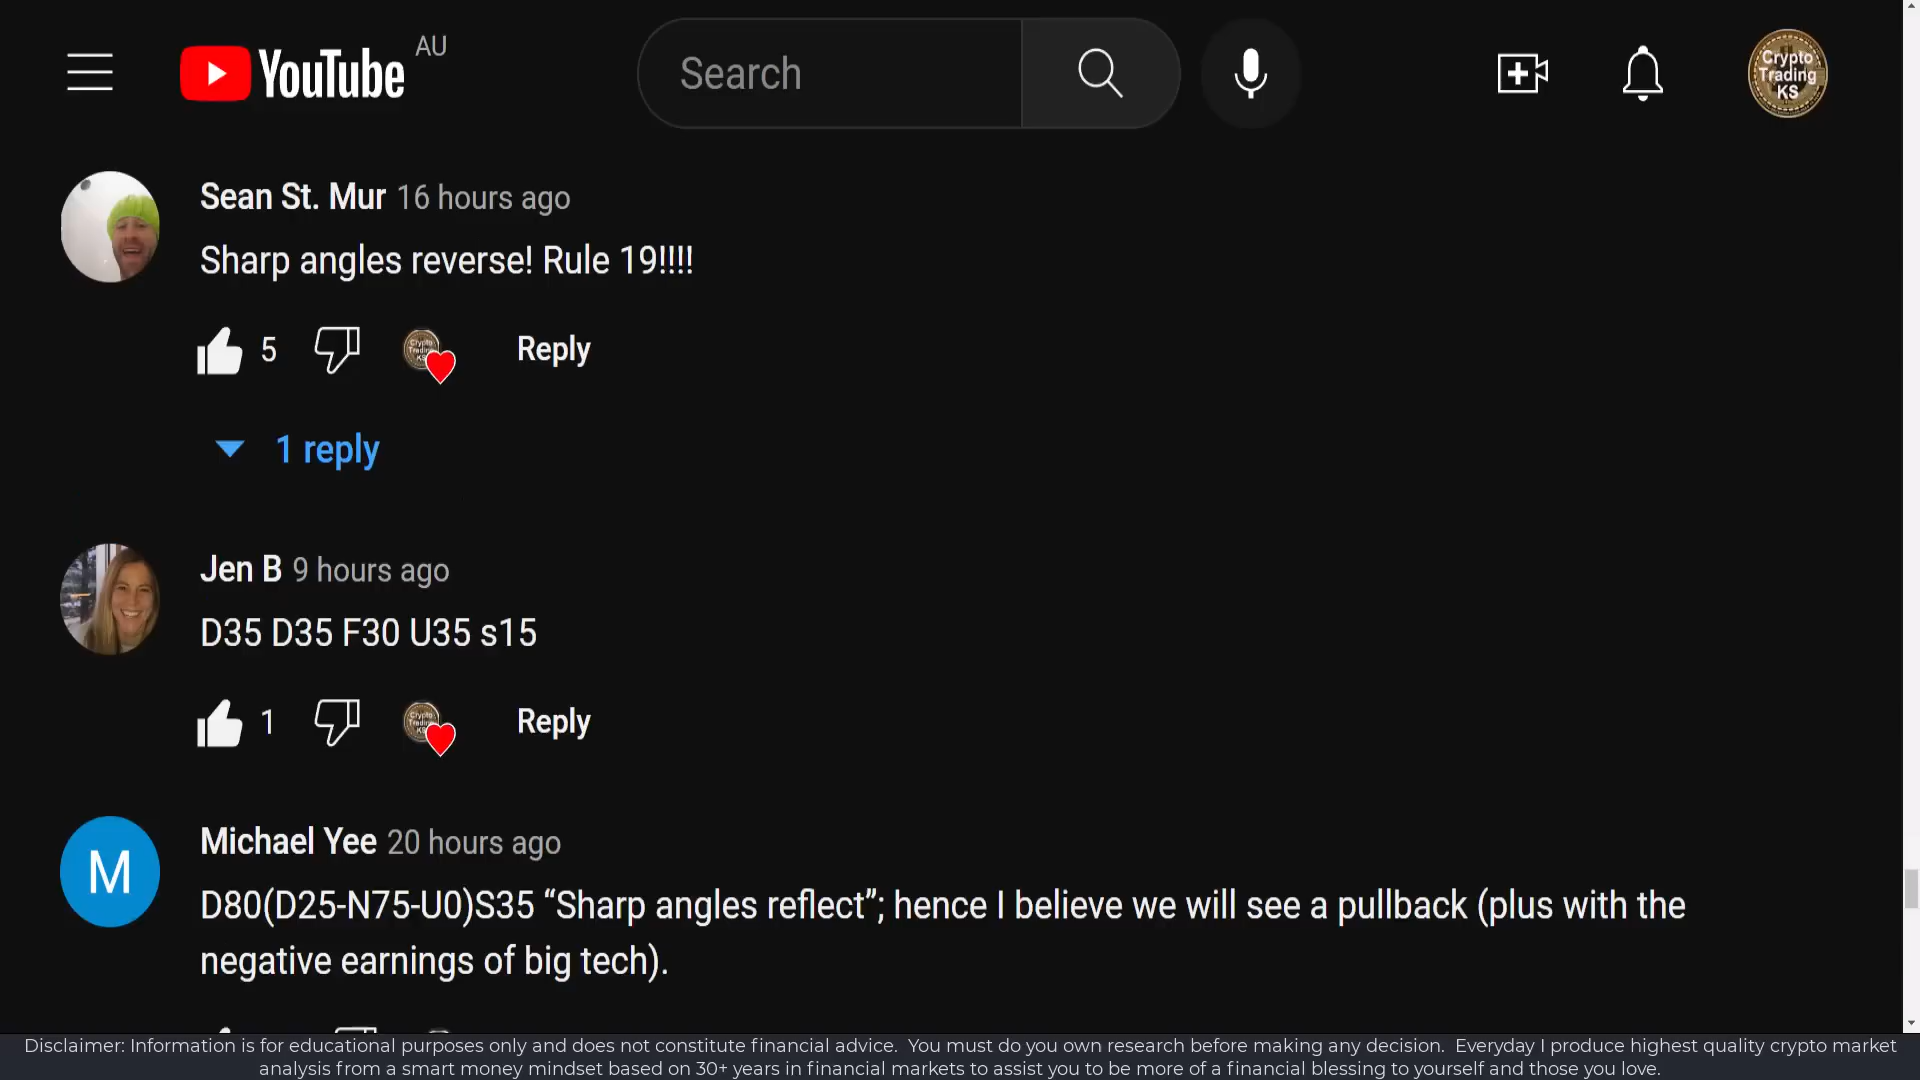 YouTube AU
Search
Crypto
Trading
KS
Sean St. Mur 16 hours ago
Sharp angles reverse! Rule 19!!!!
5 Reply
1 reply
Jen B 9 hours ago
D35 D35 F30 U35 s15
1 Reply
M
Michael Yee 20 hours ago
D80(D25-N75-U0)S35 “Sharp angles reflect”; hence I believe we will see a pullback (plus with the
negative earnings of big tech).
Disclaimer: Information is for educational purposes only and does not constitute financial advice. You must do you own research before making any decision. Everyday I produce highest quality crypto market
analysis from a smart money mindset based on 30+ years in financial markets to assist you to be more of a financial blessing to yourself and those you love.